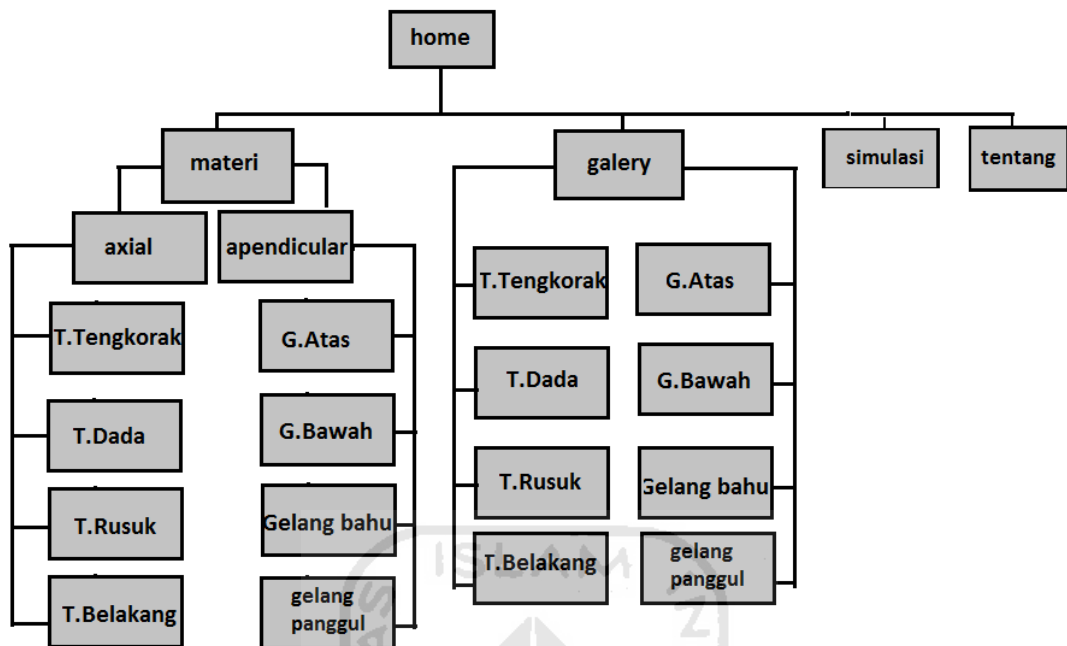 home
materi
galery
simulasi
tentang
axial
apendicular
T.Tengkorak
G.Atas
T.Dada
G.Bawah
T.Rusuk
Gelang bahu
T.Belakang
gelang
panggul
T.Tengkorak
G.Atas
T.Dada
G.Bawah
T.Rusuk
Gelang bahu
T.Belakang
gelang
panggul
ISLAM